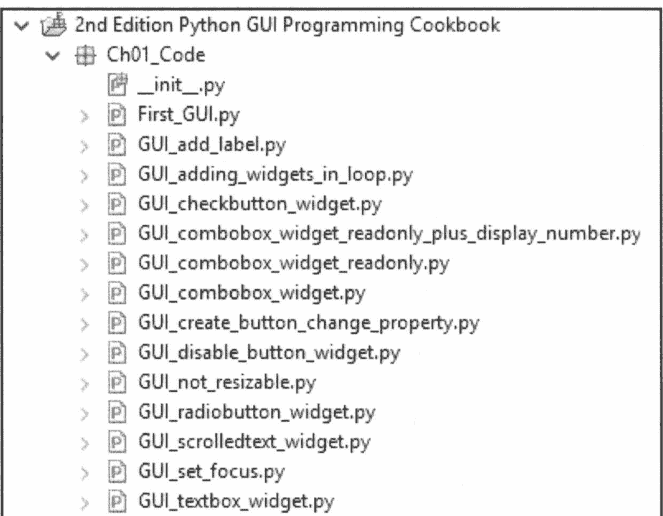 2nd Edition Python GUI Programming Cookbook
Ch01_Code
__init__.py
First_GUI.py
GUI_add_label.py
GUI_adding_widgets_in_loop.py
GUI_checkbutton_widget.py
GUI_combobox_widget_readonly_plus_display_number.py
GUI_combobox_widget_readonly.py
GUI_combobox_widget.py
GUI_create_button_change_property.py
GUI_disable_button_widget.py
GUI_not_resizable.py
GUI_radiobutton_widget.py
GUI_scrolledtext_widget.py
GUI_set_focus.py
GUI_textbox_widget.py